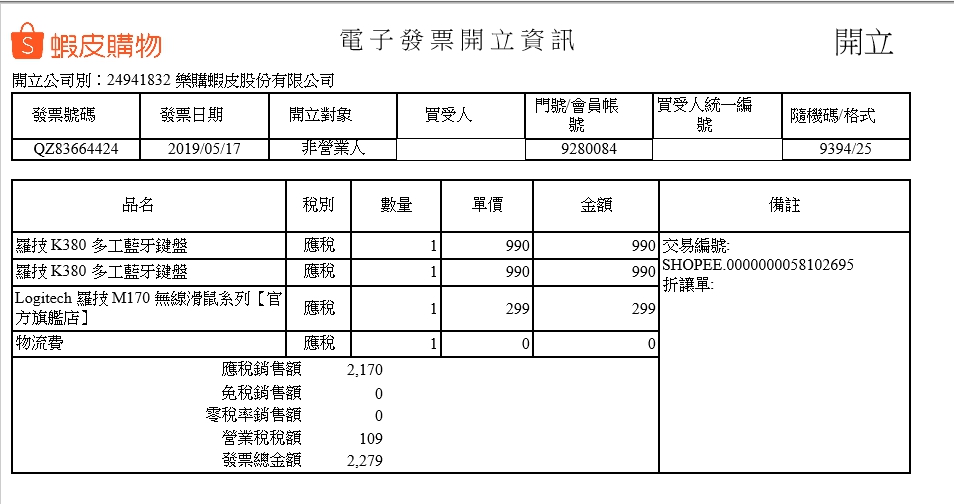 蝦皮購物
電子發票開立資訊
開立
開立公司別：24941832 樂購蝦皮股份有限公司
發票號碼 發票日期 開立對象 買受人 門號/會員帳號 買受人統一編號 隨機碼/格式
QZ83664424 2019/05/17 非營業人 9280084 9394/25
品名 稅別 數量 單價 金額 備註
羅技 K380 多工藍牙鍵盤 應稅 1 990 990 交易編號:
羅技 K380 多工藍牙鍵盤 應稅 1 990 990 SHOPEE.0000000058102695
折讓單:
Logitech 羅技 M170 無線滑鼠系列【官
方旗艦店】 應稅 1 299 299
物流費 應稅 1 0 0
應稅銷售額 2,170
免稅銷售額 0
零稅率銷售額 0
營業稅稅額 109
發票總金額 2,279